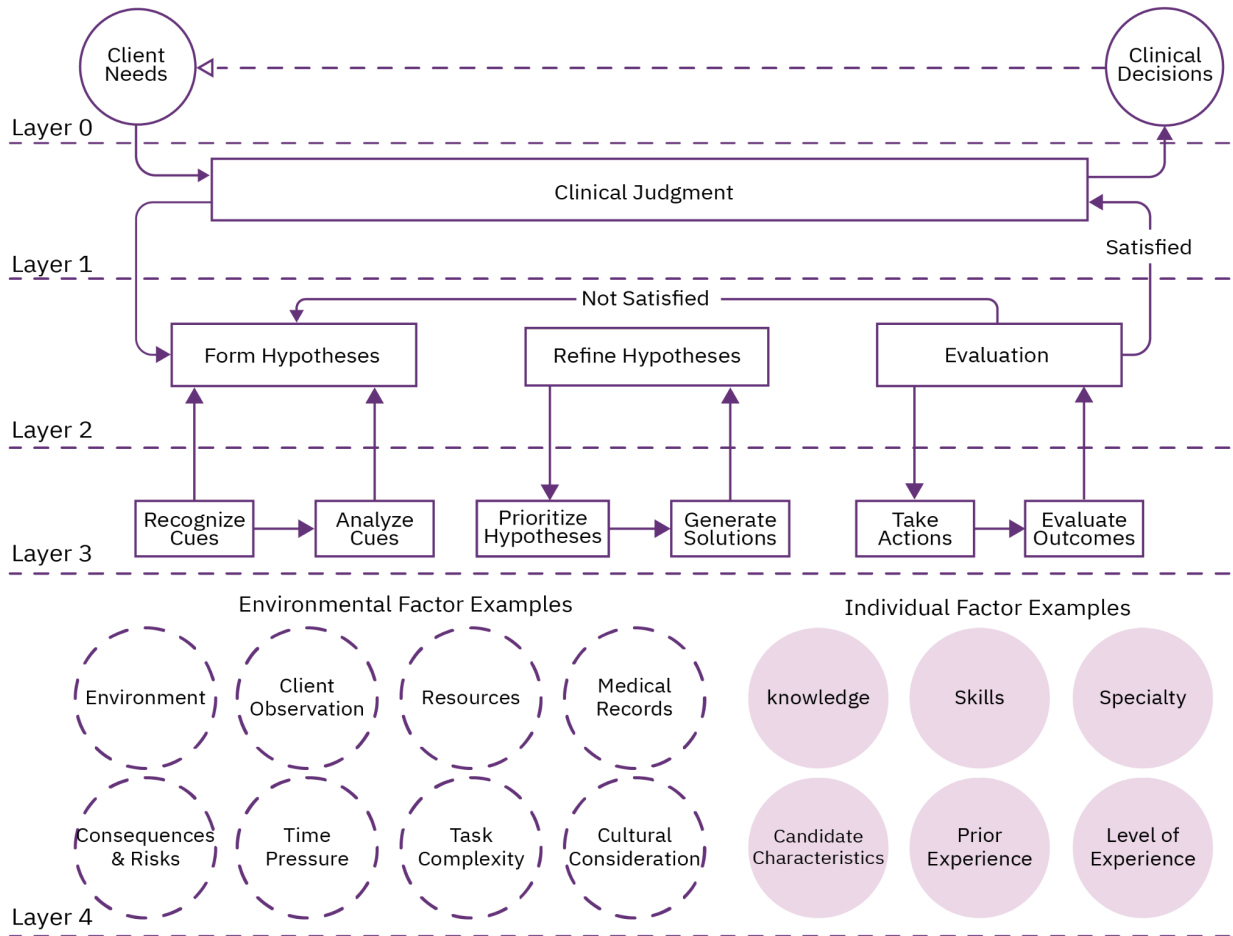 Client
Needs
Clinical
Decisions
Layer 0
Clinical Judgment
Satisfied
Layer 1
Not Satisfied
Form Hypotheses
Refine Hypotheses
Evaluation
Layer 2
Recognize
Cues
Analyze
Cues
Prioritize
Hypotheses
Generate
Solutions
Take
Actions
Evaluate
Outcomes
Layer 3
Environmental Factor Examples
Individual Factor Examples
Environment
Client
Observation
Resources
Medical
Records
knowledge
Skills
Specialty
Consequences
& Risks
Time
Pressure
Task
Complexity
Cultural
Consideration
Candidate
Characteristics
Prior
Experience
Level of
Experience
Layer 4